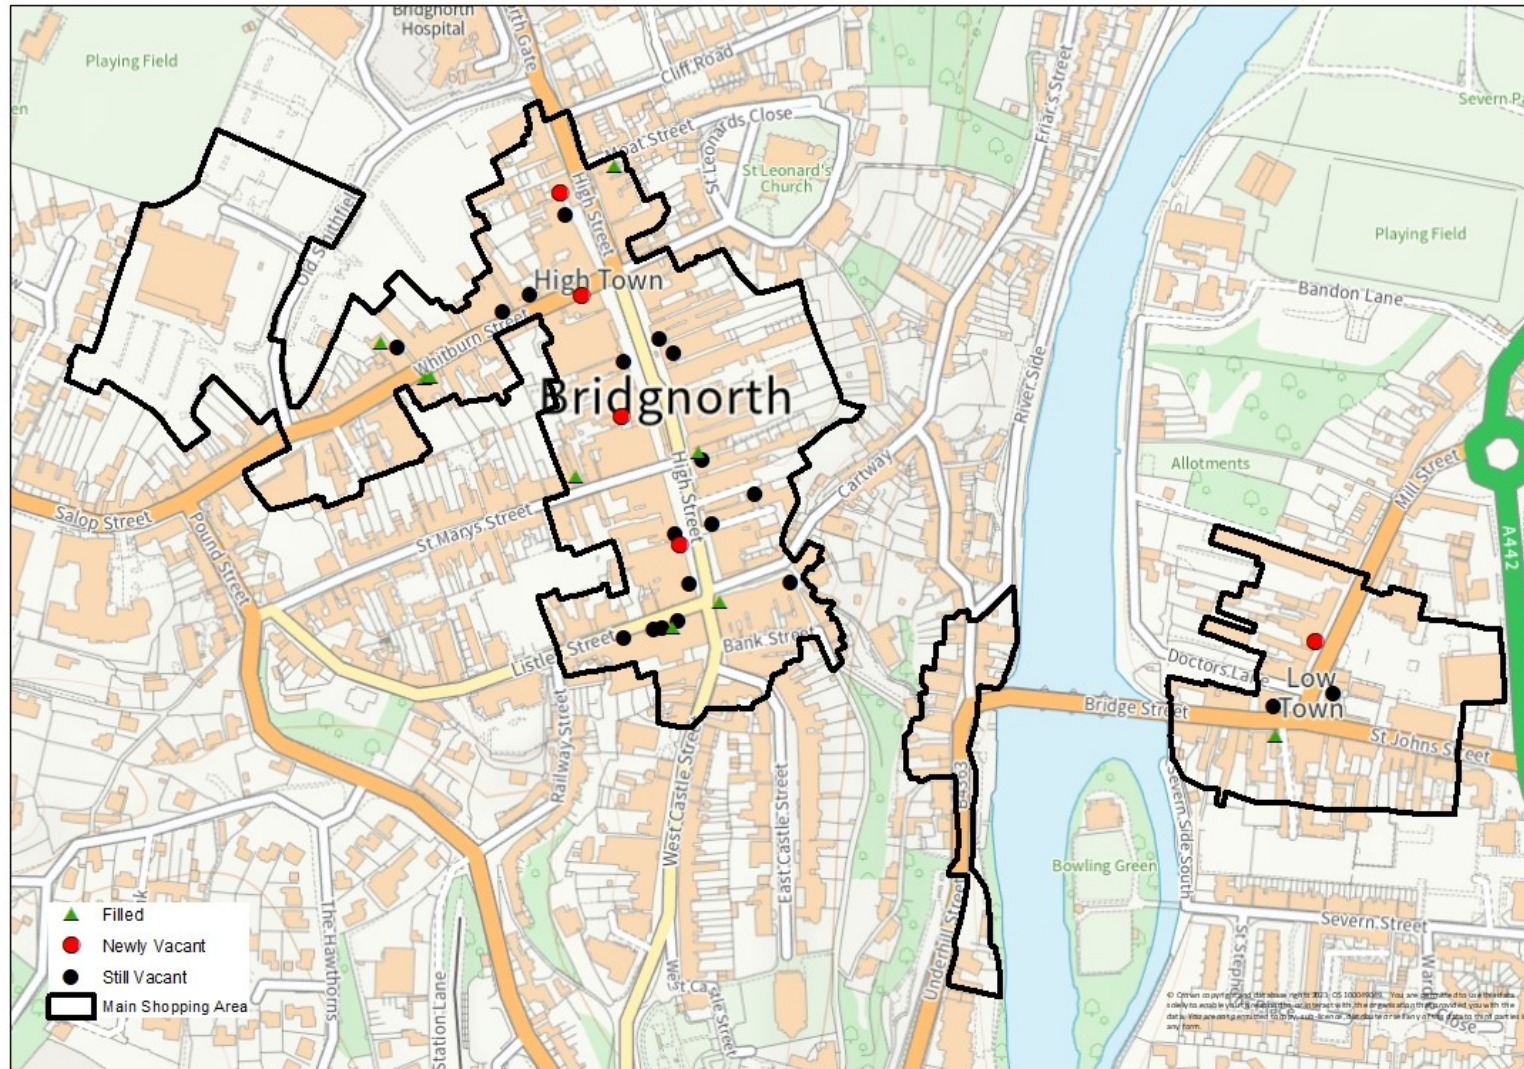 Bridgnorth
Hospital
North Gate
Playing Field
Cliff Road
Friar's Street
Severn P
en
Moat Street
St Leonards Close
St Leonard's
Church
High Street
Old Smithfield
Playing Field
High Town
Bandon Lane
Whitburn Street
River Side
Bridgnorth
Cartway
Allotments
Mill Street
High Street
Salop Street
Pound Street
St Marys Street
A442
Listley Street
Bank Street
Doctors Lane
Low
Town
Bridge Street
St Johns Street
Railway Street
West Castle Street
East Castle Street
B4363
Severn Side South
Bowling Green
Underhill Street
Severn Street
The Hawthorns
Station Lane
Filled
Newly Vacant
Still Vacant
Main Shopping Area